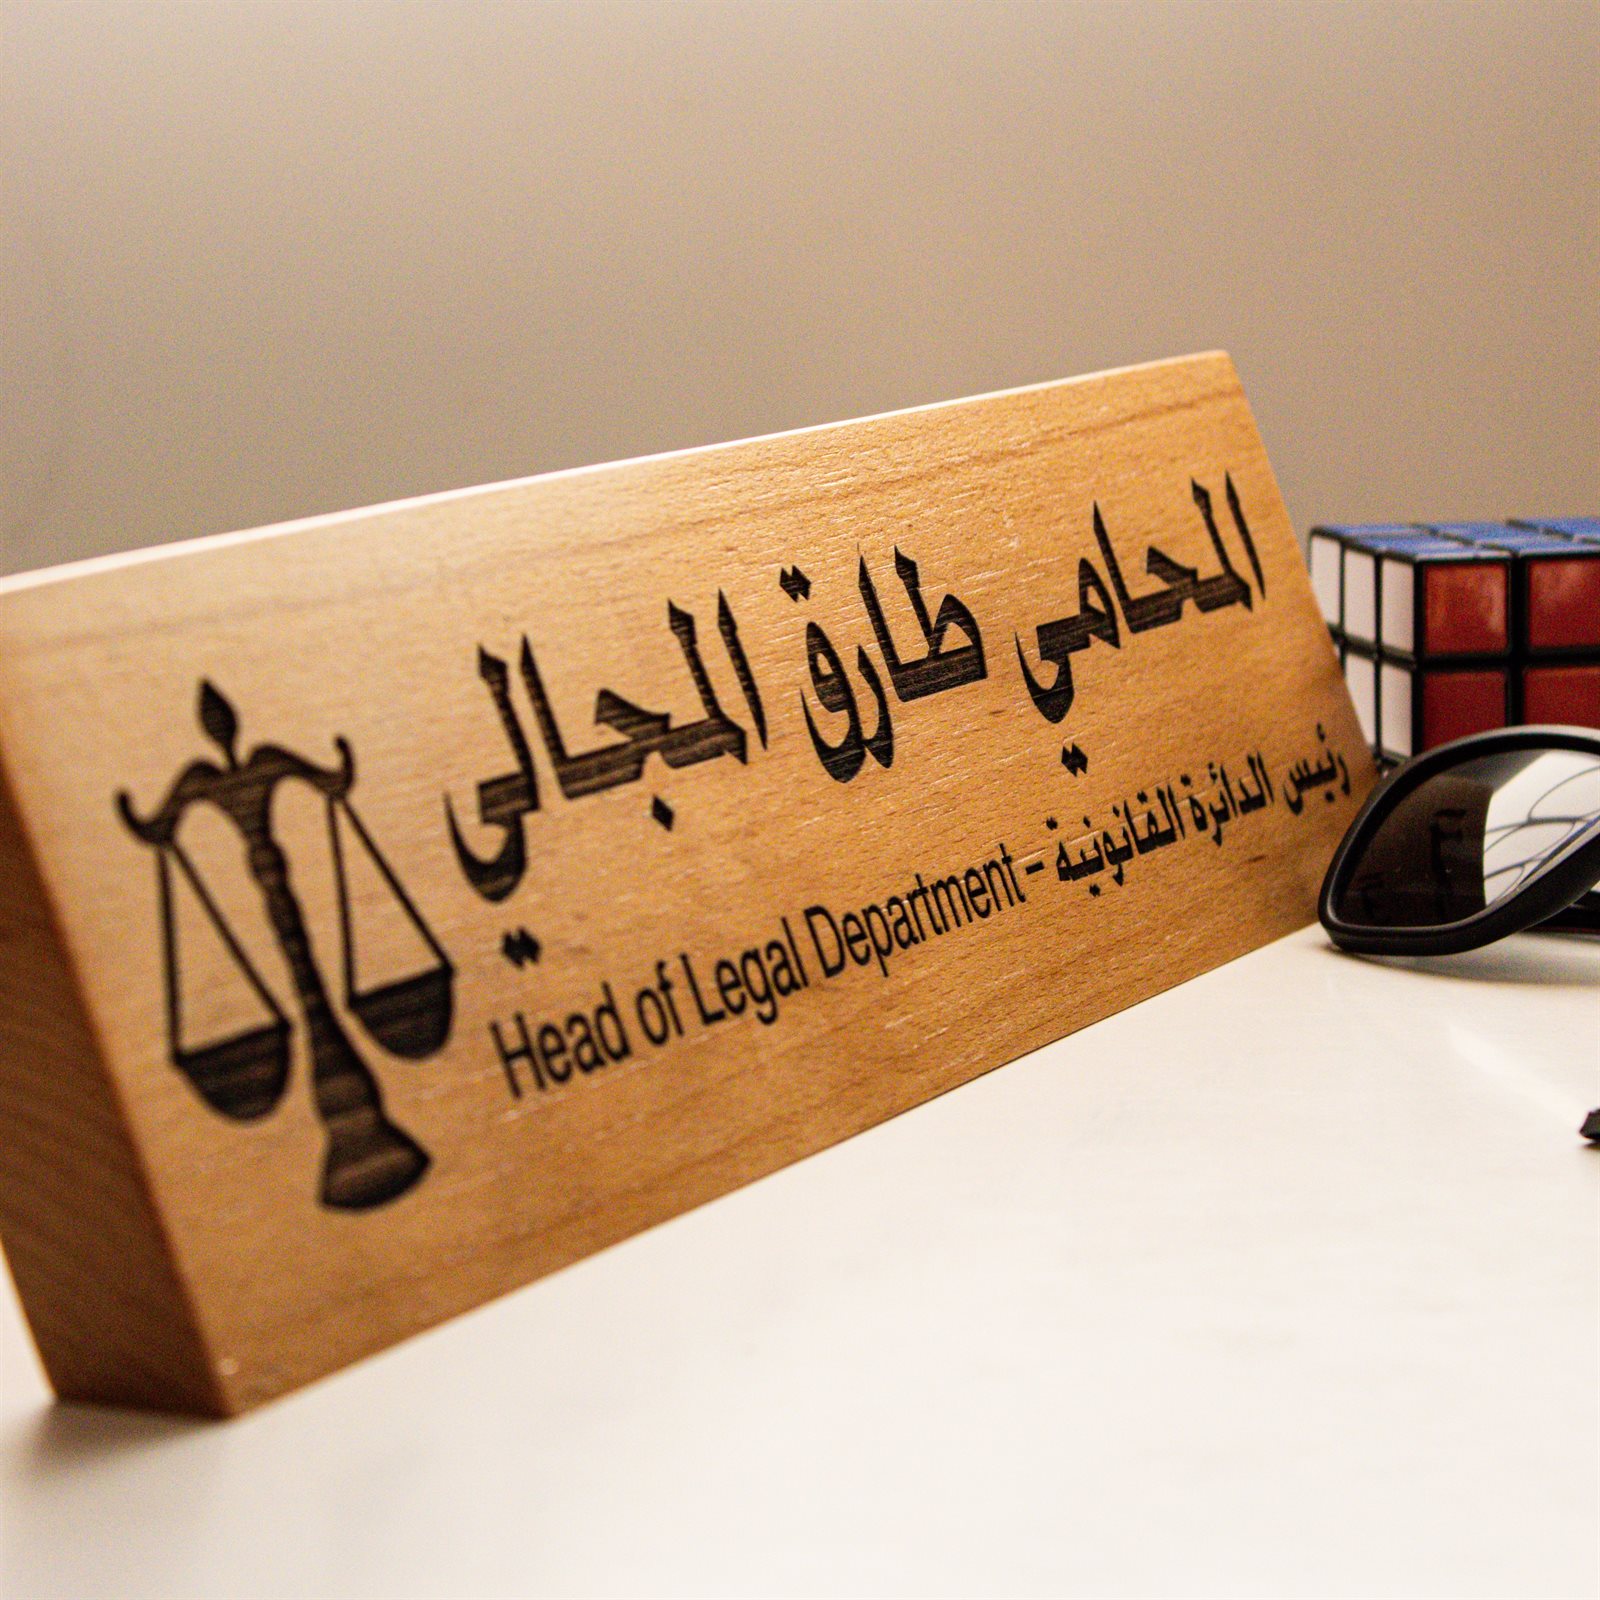 المحامي طارق المجالي
رئيس الدائرة القانونية – Head of Legal Department